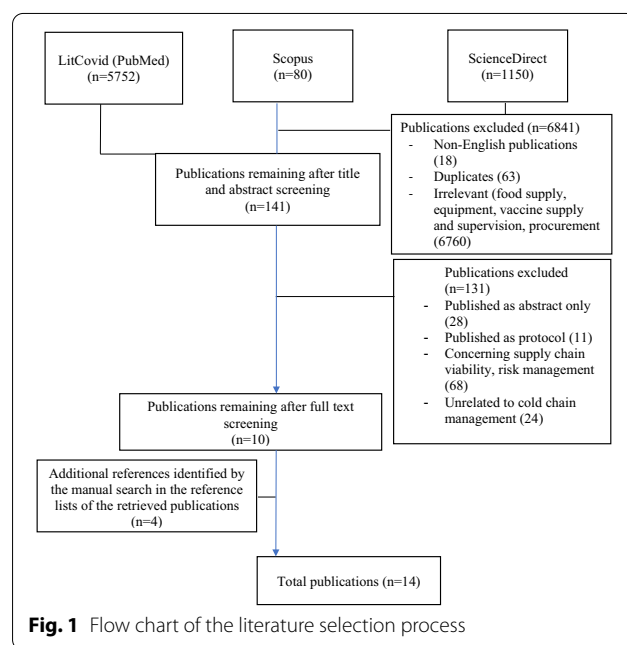 LitCovid (PubMed)
(n=5752)
Scopus
(n=80)
ScienceDirect
(n=1150)
Publications excluded (n=6841)
- Non-English publications
(18)
- Duplicates (63)
- Irrelevant (food supply,
equipment, vaccine supply
and supervision, procurement
(6760)
Publications remaining after title
and abstract screening
(n=141)
Publications excluded
(n=131)
- Published as abstract only
(28)
- Published as protocol (11)
- Concerning supply chain
viability, risk management
(68)
- Unrelated to cold chain
management (24)
Publications remaining after full text
screening
(n=10)
Additional references identified by
the manual search in the reference
lists of the retrieved publications
(n=4)
Total publications (n=14)
Fig. 1 Flow chart of the literature selection process